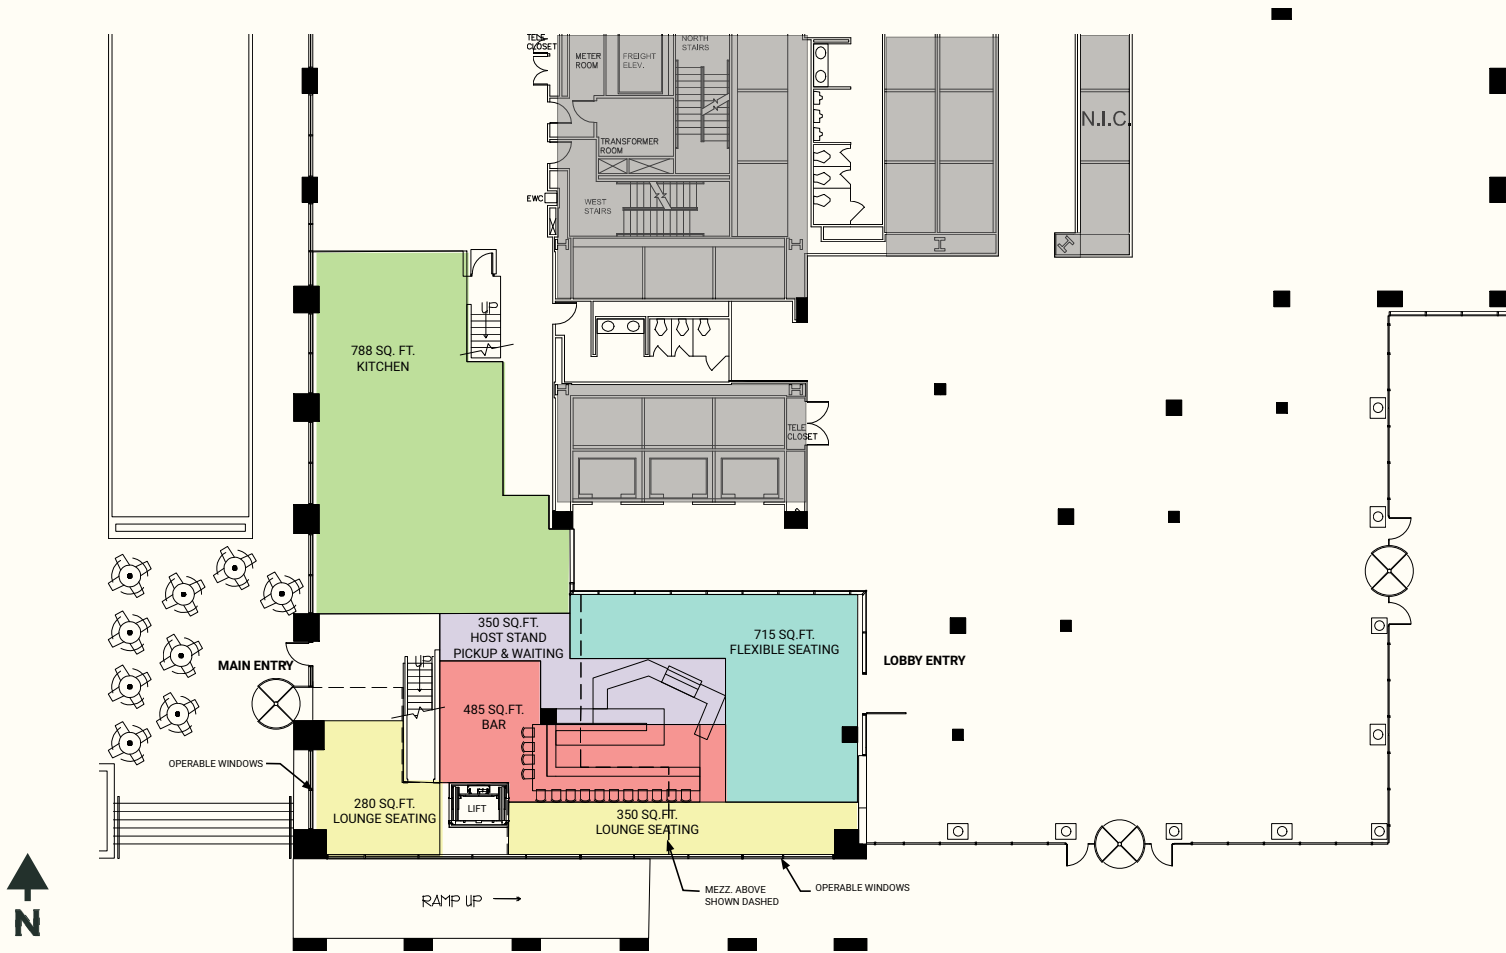 TELE
CLOSET
METER
ROOM
FREIGHT
ELEV.
NORTH
STAIRS
N.I.C.
TRANSFORMER
ROOM
EWC
WEST
STAIRS
UP
788 SQ. FT.
KITCHEN
TELE
CLOSET
350 SQ.FT.
HOST STAND
PICKUP & WAITING
715 SQ.FT.
FLEXIBLE SEATING
MAIN ENTRY
UP
LOBBY ENTRY
485 SQ.FT.
BAR
OPERABLE WINDOWS
280 SQ.FT.
LOUNGE SEATING
LIFT
350 SQ.FT.
LOUNGE SEATING
MEZZ. ABOVE
SHOWN DASHED
OPERABLE WINDOWS
RAMP UP
N